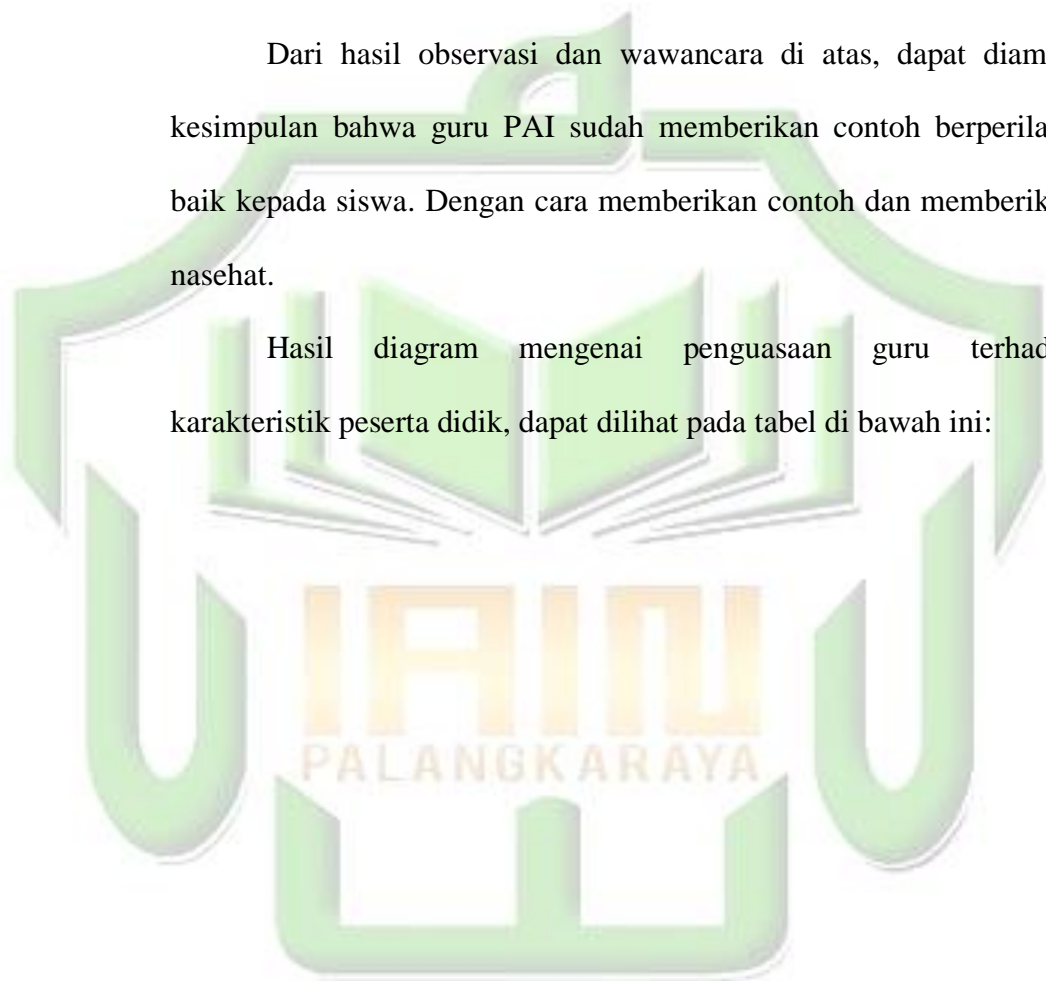 Dari hasil observasi dan wawancara di atas, dapat diam
kesimpulan bahwa guru PAI sudah memberikan contoh berperila
baik kepada siswa. Dengan cara memberikan contoh dan memberik
nasehat.
Hasil diagram mengenai penguasaan guru terhad
karakteristik peserta didik, dapat dilihat pada tabel di bawah ini:
IAIN
PALANGKARAYA